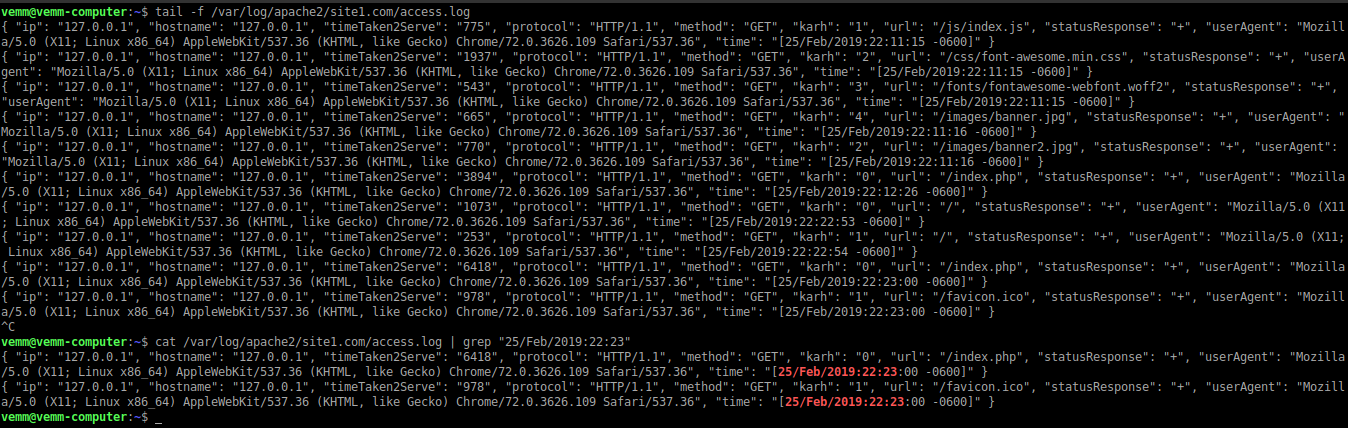 vemm@vemm-computer:~$ tail -f /var/log/apache2/site1.com/access.log
{ "ip": "127.0.0.1", "hostname": "127.0.0.1", "timeTaken2Serve": "775", "protocol": "HTTP/1.1", "method": "GET", "karh": "1", "url": "/js/index.js", "statusResponse": "+", "userAgent": "Mozill
a/5.0 (X11; Linux x86_64) AppleWebKit/537.36 (KHTML, like Gecko) Chrome/72.0.3626.109 Safari/537.36", "time": "[25/Feb/2019:22:11:15 -0600]" }
{ "ip": "127.0.0.1", "hostname": "127.0.0.1", "timeTaken2Serve": "1937", "protocol": "HTTP/1.1", "method": "GET", "karh": "2", "url": "/css/font-awesome.min.css", "statusResponse": "+", "userA
gent": "Mozilla/5.0 (X11; Linux x86_64) AppleWebKit/537.36 (KHTML, like Gecko) Chrome/72.0.3626.109 Safari/537.36", "time": "[25/Feb/2019:22:11:15 -0600]" }
{ "ip": "127.0.0.1", "hostname": "127.0.0.1", "timeTaken2Serve": "543", "protocol": "HTTP/1.1", "method": "GET", "karh": "3", "url": "/fonts/fontawesome-webfont.woff2", "statusResponse": "+",
"userAgent": "Mozilla/5.0 (X11; Linux x86_64) AppleWebKit/537.36 (KHTML, like Gecko) Chrome/72.0.3626.109 Safari/537.36", "time": "[25/Feb/2019:22:11:15 -0600]" }
{ "ip": "127.0.0.1", "hostname": "127.0.0.1", "timeTaken2Serve": "665", "protocol": "HTTP/1.1", "method": "GET", "karh": "4", "url": "/images/banner.jpg", "statusResponse": "+", "userAgent": "
Mozilla/5.0 (X11; Linux x86_64) AppleWebKit/537.36 (KHTML, like Gecko) Chrome/72.0.3626.109 Safari/537.36", "time": "[25/Feb/2019:22:11:16 -0600]" }
{ "ip": "127.0.0.1", "hostname": "127.0.0.1", "timeTaken2Serve": "770", "protocol": "HTTP/1.1", "method": "GET", "karh": "2", "url": "/images/banner2.jpg", "statusResponse": "+", "userAgent":
"Mozilla/5.0 (X11; Linux x86_64) AppleWebKit/537.36 (KHTML, like Gecko) Chrome/72.0.3626.109 Safari/537.36", "time": "[25/Feb/2019:22:11:16 -0600]" }
{ "ip": "127.0.0.1", "hostname": "127.0.0.1", "timeTaken2Serve": "3894", "protocol": "HTTP/1.1", "method": "GET", "karh": "0", "url": "/index.php", "statusResponse": "+", "userAgent": "Mozilla
/5.0 (X11; Linux x86_64) AppleWebKit/537.36 (KHTML, like Gecko) Chrome/72.0.3626.109 Safari/537.36", "time": "[25/Feb/2019:22:12:26 -0600]" }
{ "ip": "127.0.0.1", "hostname": "127.0.0.1", "timeTaken2Serve": "1073", "protocol": "HTTP/1.1", "method": "GET", "karh": "0", "url": "/", "statusResponse": "+", "userAgent": "Mozilla/5.0 (X11
; Linux x86_64) AppleWebKit/537.36 (KHTML, like Gecko) Chrome/72.0.3626.109 Safari/537.36", "time": "[25/Feb/2019:22:22:53 -0600]" }
{ "ip": "127.0.0.1", "hostname": "127.0.0.1", "timeTaken2Serve": "253", "protocol": "HTTP/1.1", "method": "GET", "karh": "1", "url": "/", "statusResponse": "+", "userAgent": "Mozilla/5.0 (X11;
 Linux x86_64) AppleWebKit/537.36 (KHTML, like Gecko) Chrome/72.0.3626.109 Safari/537.36", "time": "[25/Feb/2019:22:22:54 -0600]" }
{ "ip": "127.0.0.1", "hostname": "127.0.0.1", "timeTaken2Serve": "6418", "protocol": "HTTP/1.1", "method": "GET", "karh": "0", "url": "/index.php", "statusResponse": "+", "userAgent": "Mozilla
/5.0 (X11; Linux x86_64) AppleWebKit/537.36 (KHTML, like Gecko) Chrome/72.0.3626.109 Safari/537.36", "time": "[25/Feb/2019:22:23:00 -0600]" }
{ "ip": "127.0.0.1", "hostname": "127.0.0.1", "timeTaken2Serve": "978", "protocol": "HTTP/1.1", "method": "GET", "karh": "1", "url": "/favicon.ico", "statusResponse": "+", "userAgent": "Mozill
a/5.0 (X11; Linux x86_64) AppleWebKit/537.36 (KHTML, like Gecko) Chrome/72.0.3626.109 Safari/537.36", "time": "[25/Feb/2019:22:23:00 -0600]" }
^C
vemm@vemm-computer:~$ cat /var/log/apache2/site1.com/access.log | grep "25/Feb/2019:22:23"
{ "ip": "127.0.0.1", "hostname": "127.0.0.1", "timeTaken2Serve": "6418", "protocol": "HTTP/1.1", "method": "GET", "karh": "0", "url": "/index.php", "statusResponse": "+", "userAgent": "Mozilla
/5.0 (X11; Linux x86_64) AppleWebKit/537.36 (KHTML, like Gecko) Chrome/72.0.3626.109 Safari/537.36", "time": "[25/Feb/2019:22:23:00 -0600]" }
{ "ip": "127.0.0.1", "hostname": "127.0.0.1", "timeTaken2Serve": "978", "protocol": "HTTP/1.1", "method": "GET", "karh": "1", "url": "/favicon.ico", "statusResponse": "+", "userAgent": "Mozill
a/5.0 (X11; Linux x86_64) AppleWebKit/537.36 (KHTML, like Gecko) Chrome/72.0.3626.109 Safari/537.36", "time": "[25/Feb/2019:22:23:00 -0600]" }
vemm@vemm-computer:~$ _